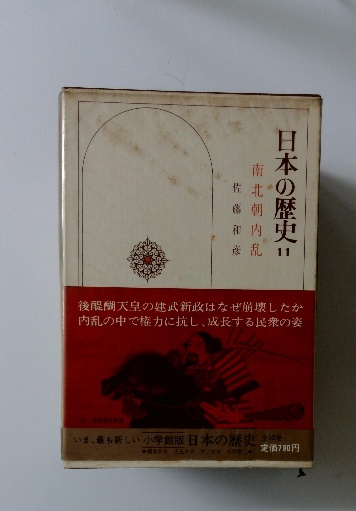 日本の歴史 11
南北朝内乱
佐藤和彦
後醍醐天皇の建武新政はなぜ崩壊したか
内乱の中で権力に抗し、成長する民衆の姿
いま、最も新しい 小学館版 日本の歴史
定価790円